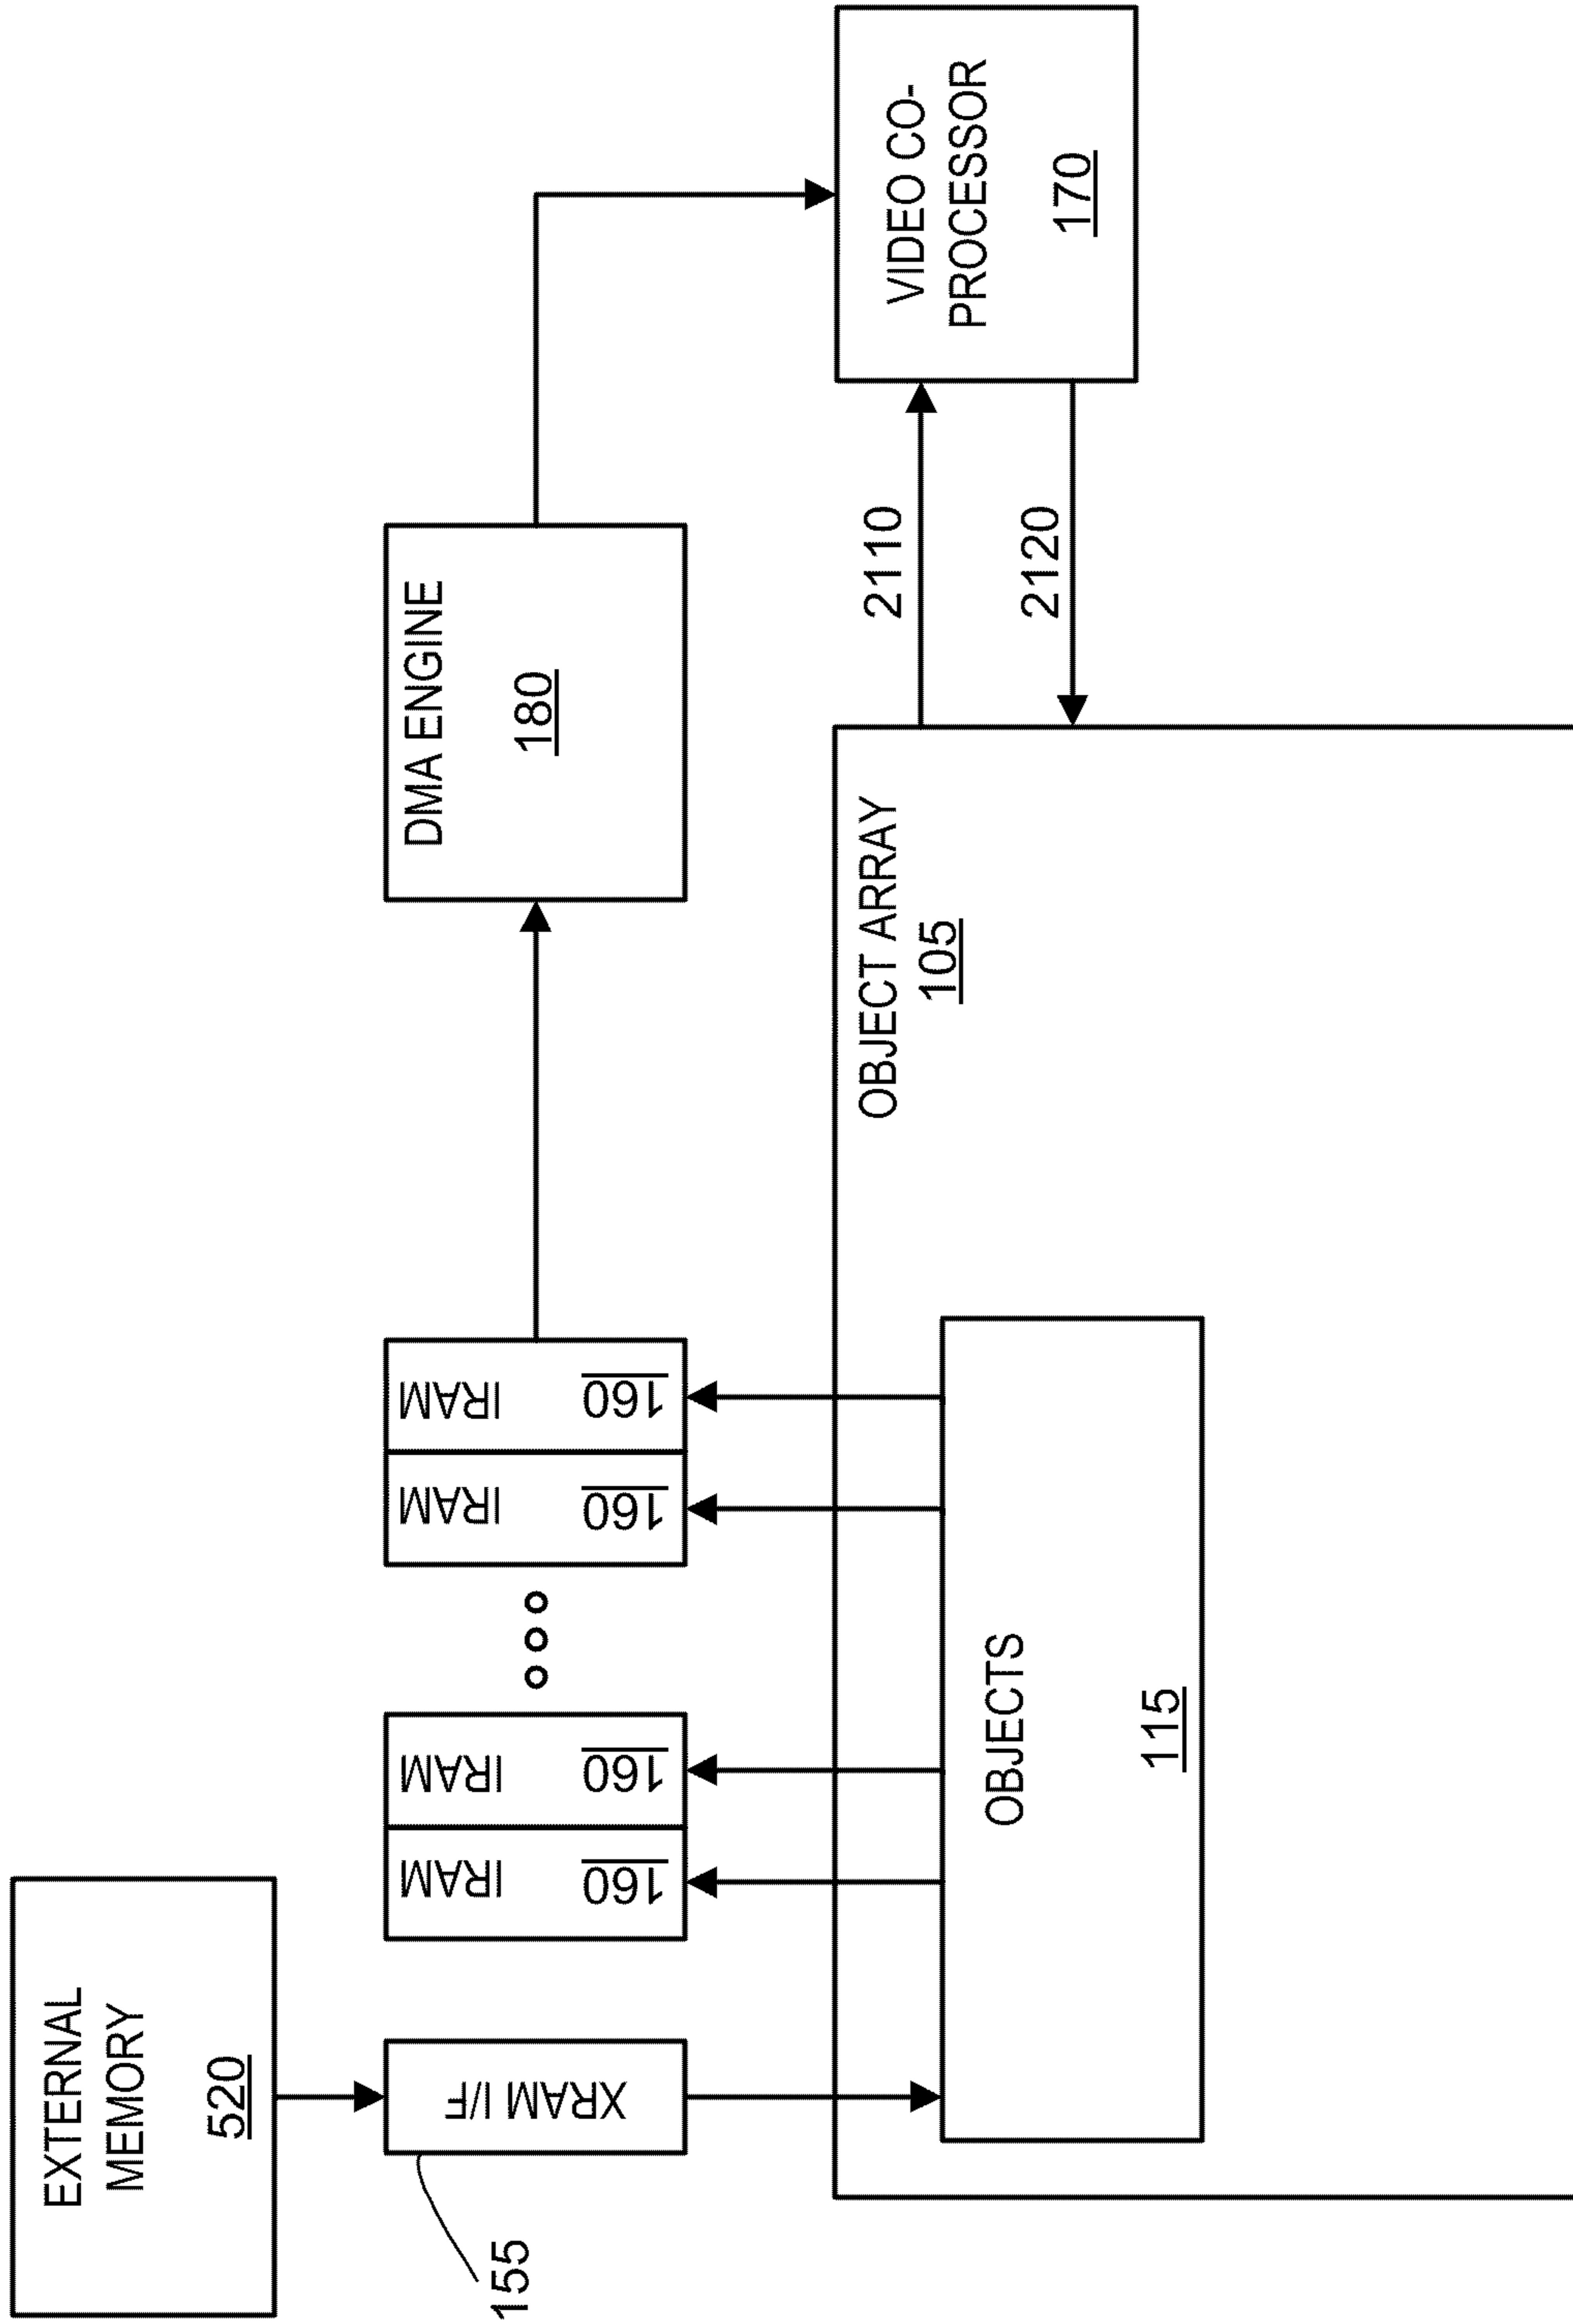 EXTERNAL
MEMORY
520
155
XRAM I/F
IRAM
160
IRAM
160
IRAM
160
IRAM
160
DMA ENGINE
180
VIDEO CO-
PROCESSOR
170
2110
2120
OBJECT ARRAY
105
OBJECTS
115